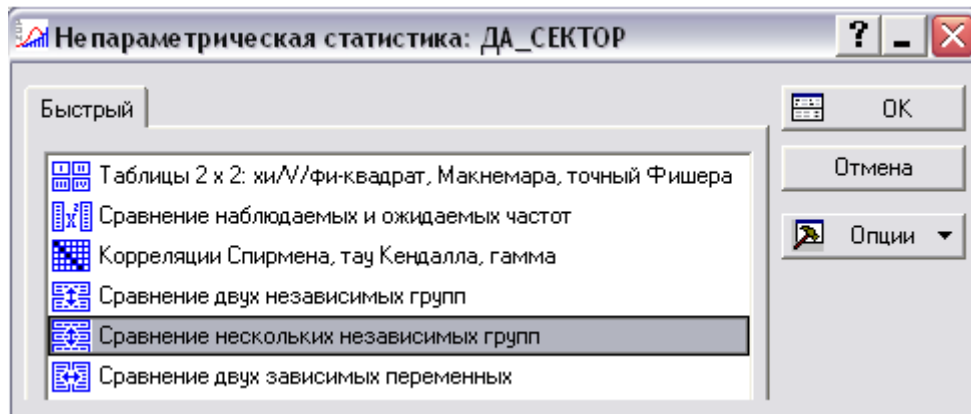 Непараметрическая статистика: ДА_СЕКТОР
Быстрый
Таблицы 2 x 2: хи/V/фи-квадрат, Макнемара, точный Фишера
Сравнение наблюдаемых и ожидаемых частот
Корреляции Спирмена, тау Кендалла, гамма
Сравнение двух независимых групп
Сравнение нескольких независимых групп
Сравнение двух зависимых переменных
OK
Отмена
Опции